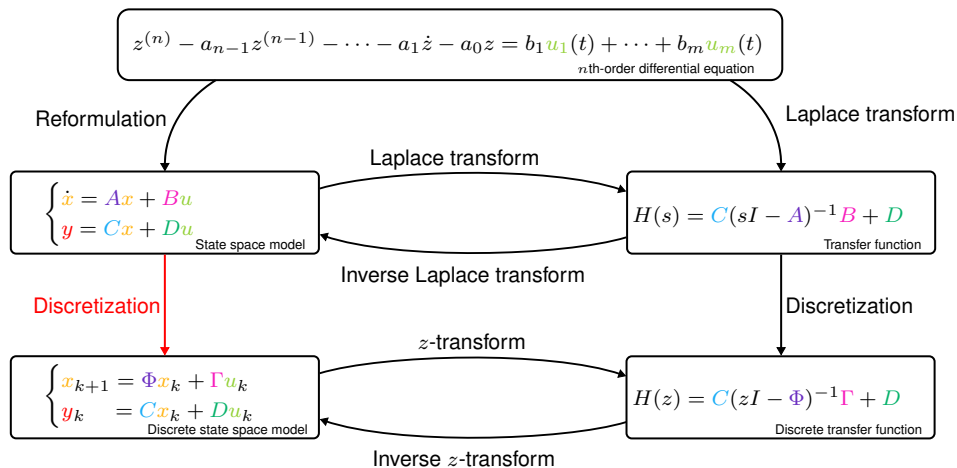 z^{(n)} − a_{n−1}z^{(n−1)} − ⋯ − a_1ż − a_0z = b_1u_1(t) + ⋯ + b_mu_m(t)
nth-order differential equation
Reformulation
Laplace transform
Laplace transform
ẋ = Ax + Bu
y = Cx + Du
State space model
H(s) = C(sI − A)^{−1}B + D
Transfer function
Inverse Laplace transform
Discretization
Discretization
z-transform
x_{k+1} = Φx_k + Γu_k
y_k = Cx_k + Du_k
Discrete state space model
H(z) = C(zI − Φ)^{−1}Γ + D
Discrete transfer function
Inverse z-transform